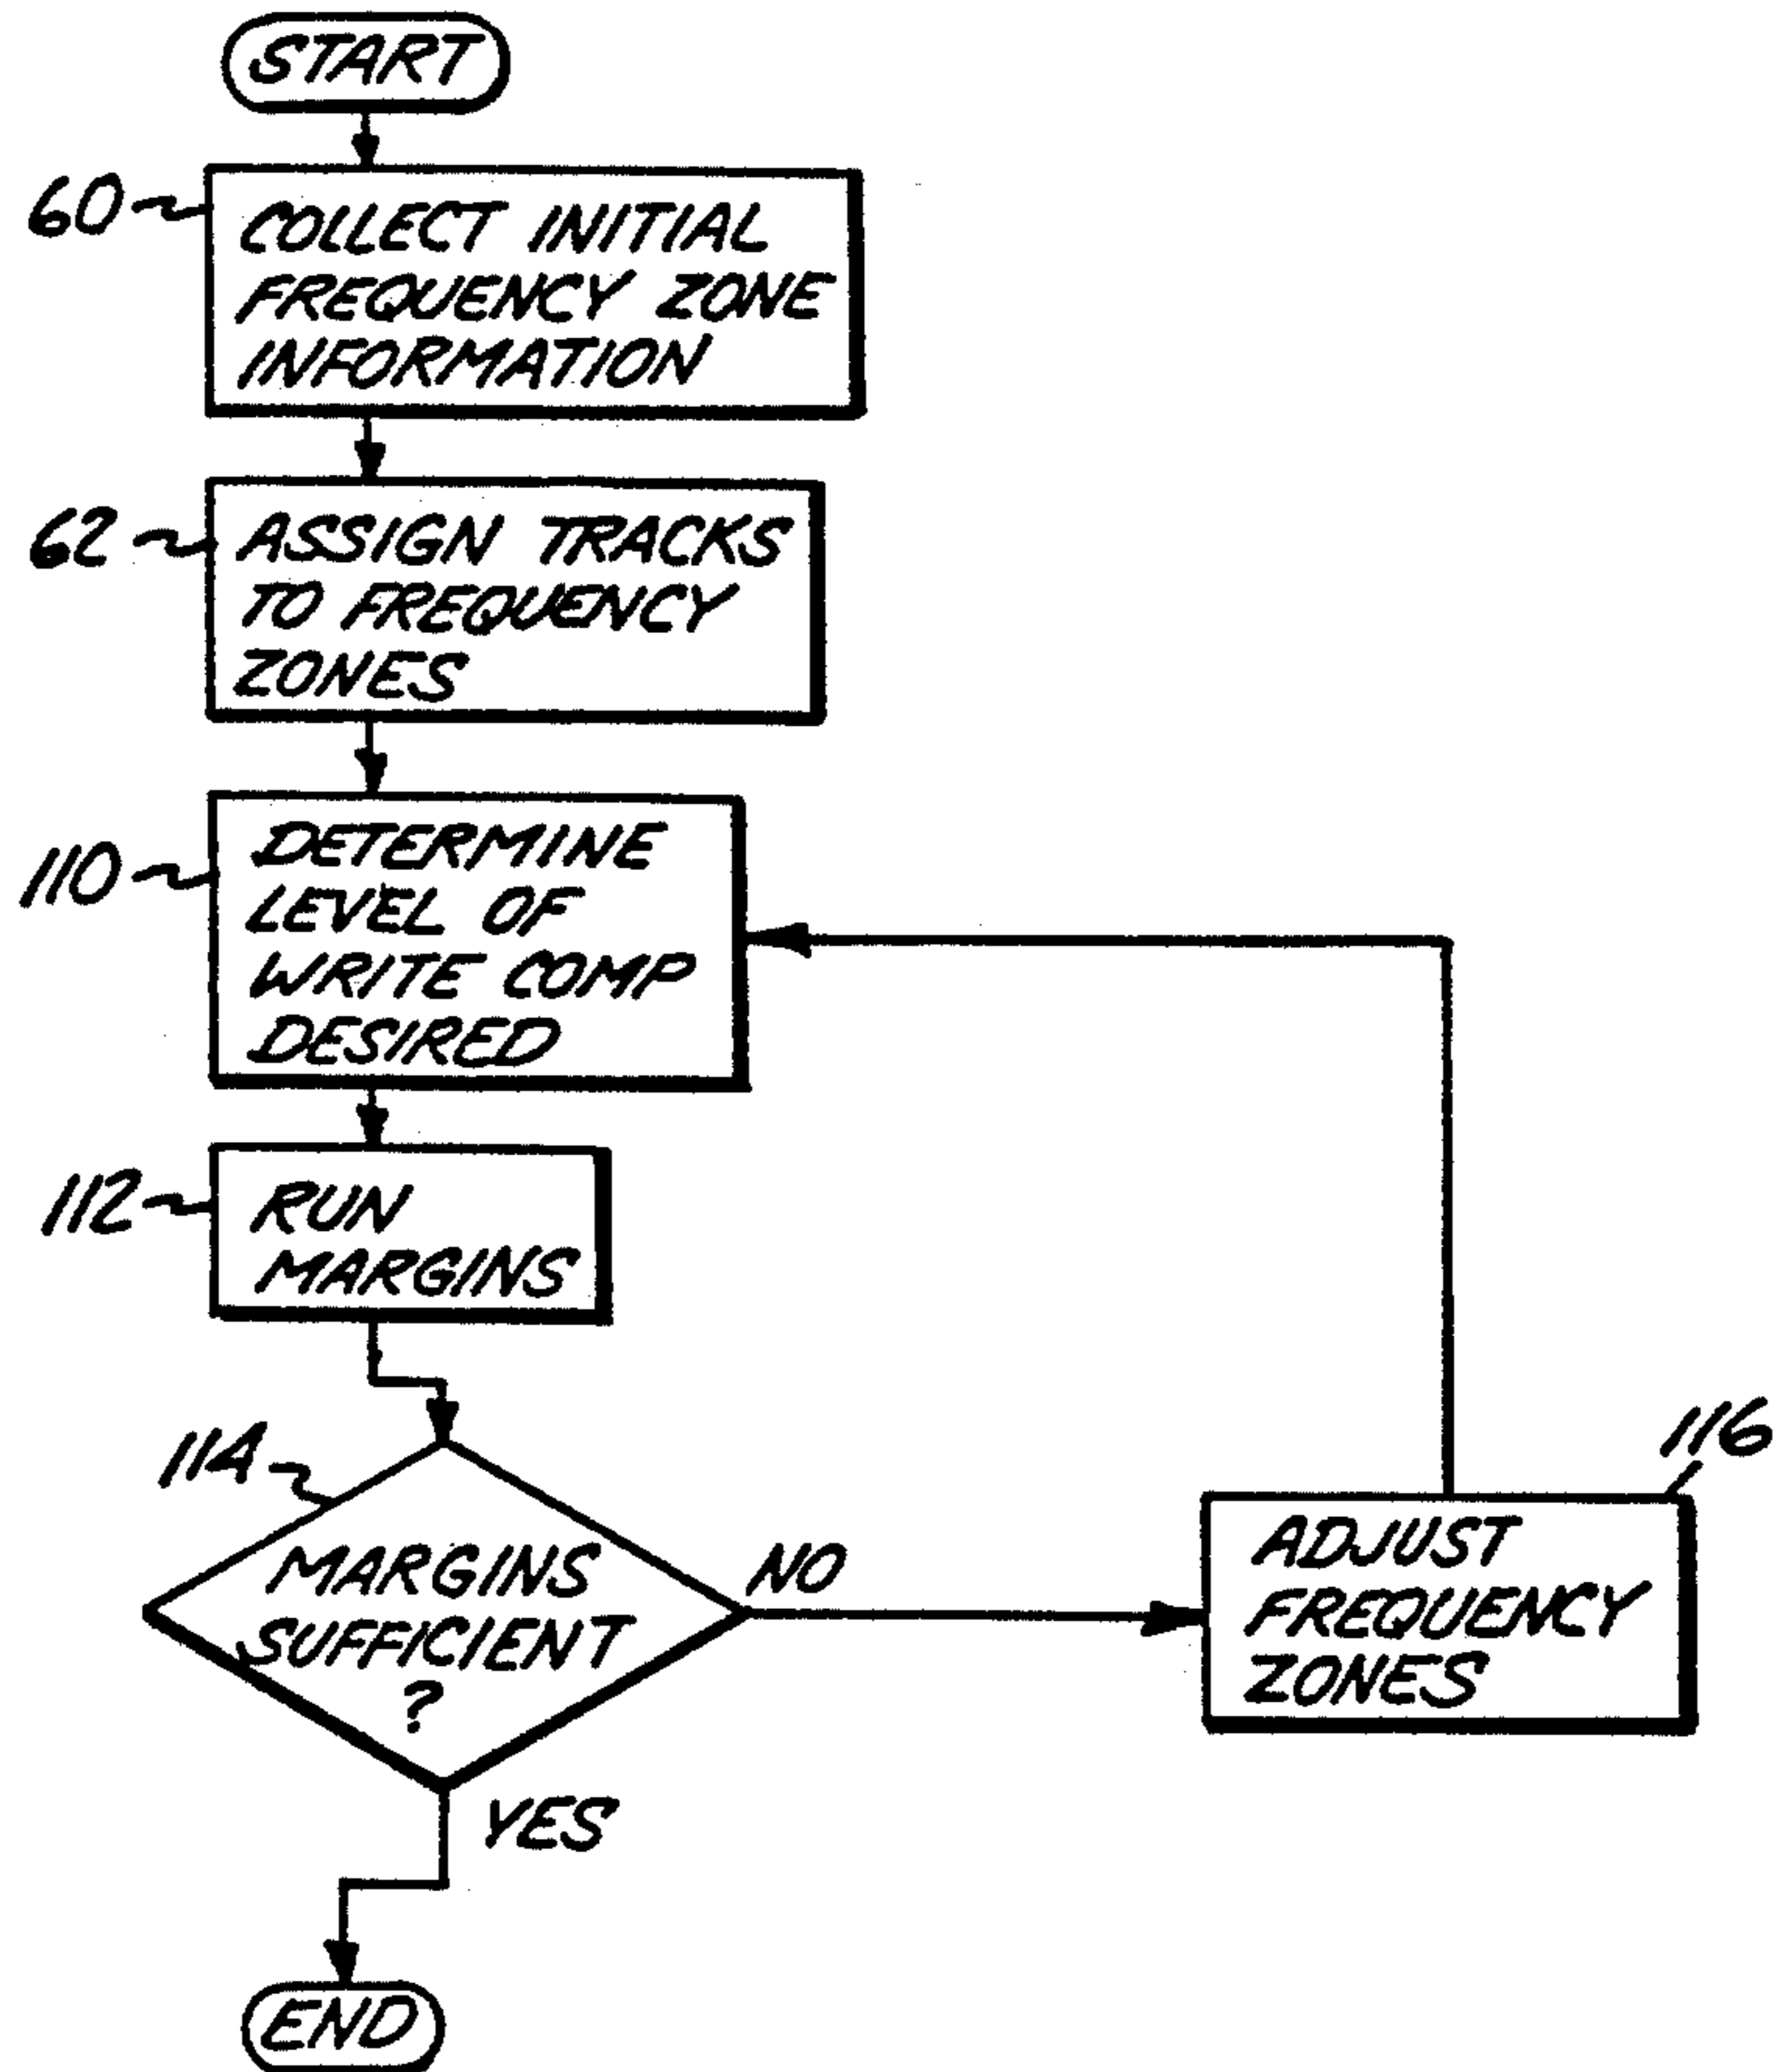 START
60
COLLECT INITIAL
FREQUENCY ZONE
INFORMATION
62
ASSIGN TRACKS
TO FREQUENCY
ZONES
110
DETERMINE
LEVEL OF
WRITE COMP
DESIRED
112
RUN
MARGINS
114
MARGINS
SUFFICIENT
?
NO
116
ADJUST
FREQUENCY
ZONES
YES
END